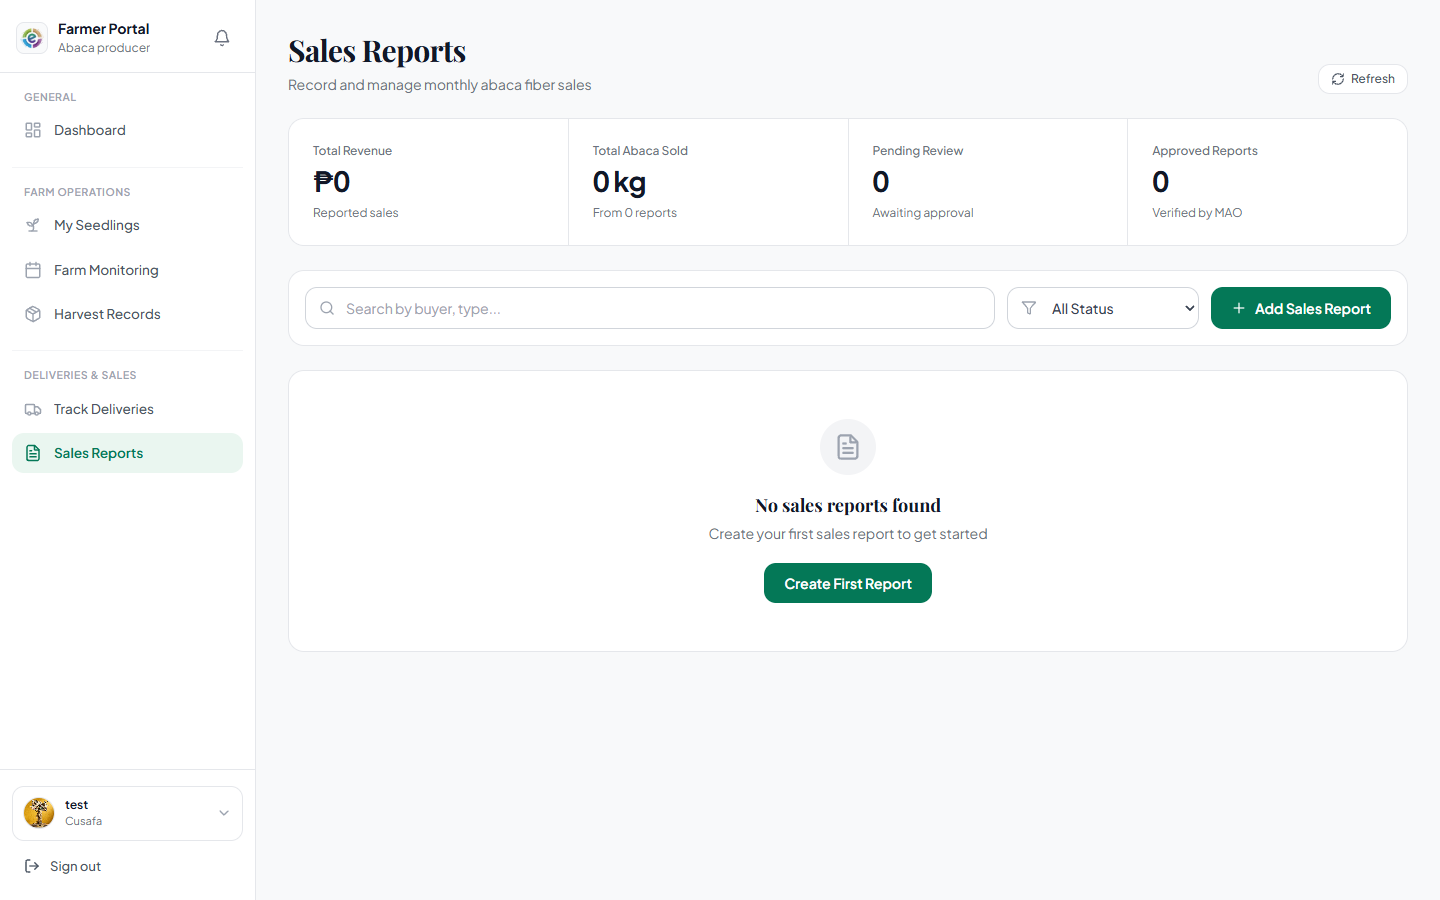 Farmer Portal
Abaca producer
GENERAL
Dashboard
FARM OPERATIONS
My Seedlings
Farm Monitoring
Harvest Records
DELIVERIES & SALES
Track Deliveries
Sales Reports
test
Cusafa
Sign out
Sales Reports
Record and manage monthly abaca fiber sales
Refresh
Total Revenue
₱0
Reported sales
Total Abaca Sold
0 kg
From 0 reports
Pending Review
0
Awaiting approval
Approved Reports
0
Verified by MAO
Search by buyer, type...
All Status
Add Sales Report
No sales reports found
Create your first sales report to get started
Create First Report